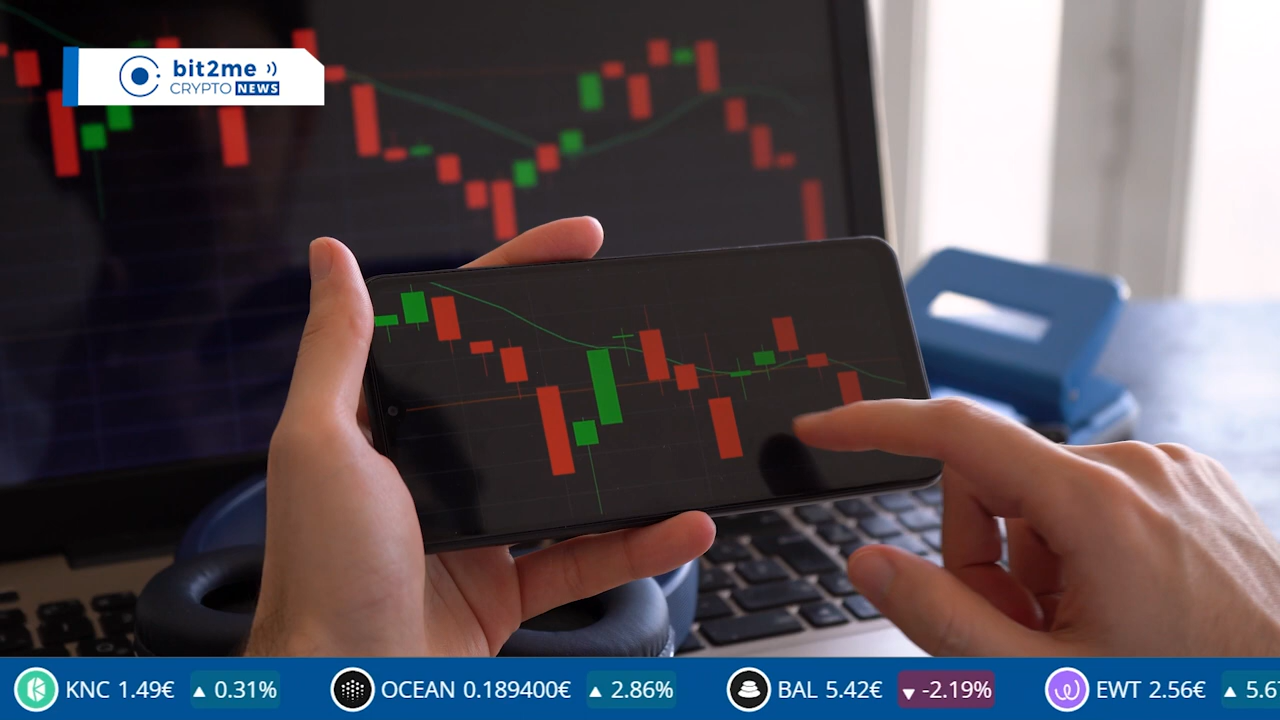 bit2me
CRYPTO NEWS
KNC 1.49€ ▲ 0.31% OCEAN 0.189400€ ▲ 2.86% BAL 5.42€ ▼ -2.19% EWT 2.56€ ▲